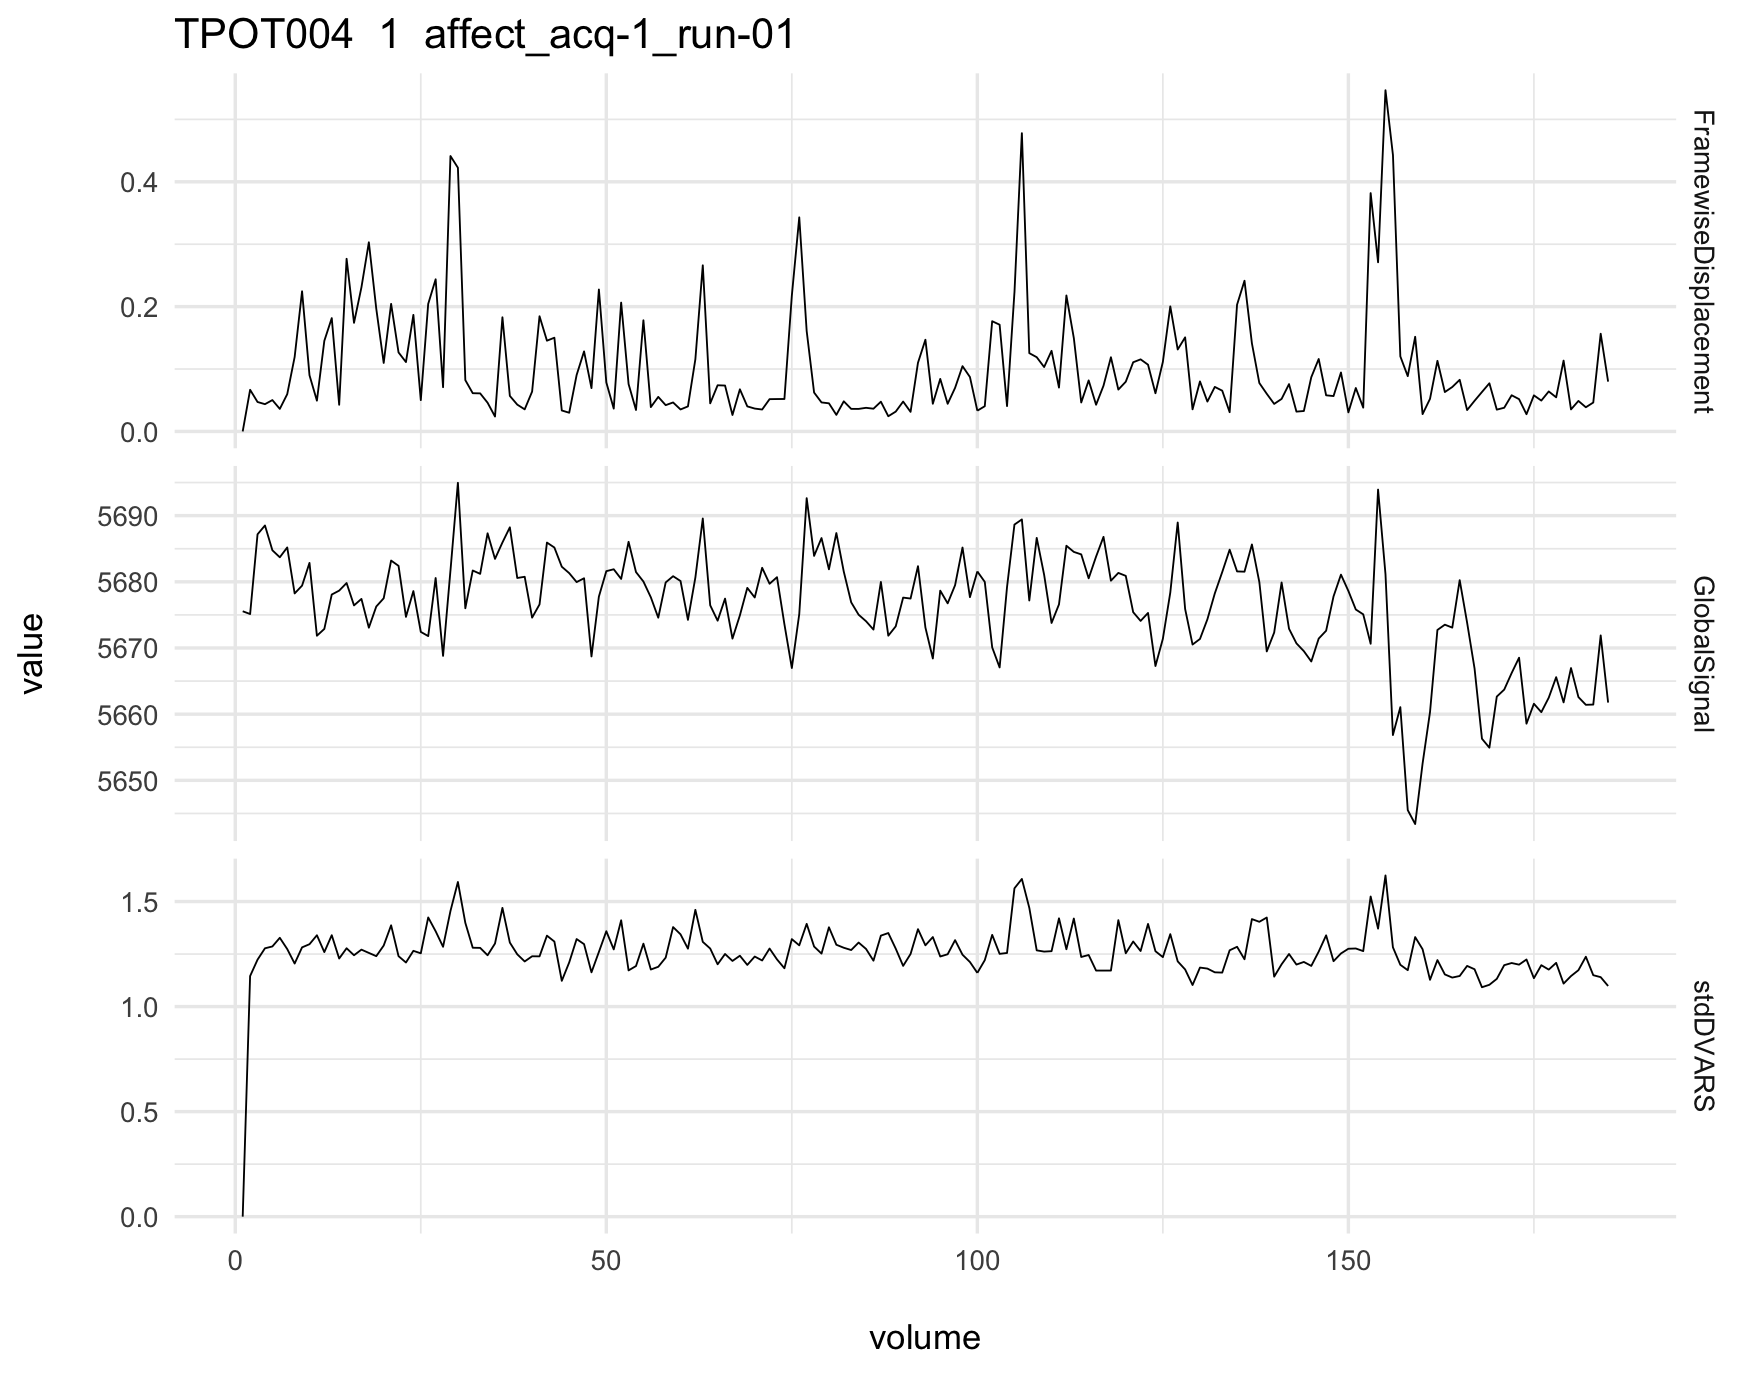 TPOT004 1 affect_acq-1_run-01
value
0.4
0.2
0.0
FramewiseDisplacement
5690
5680
5670
5660
5650
GlobalSignal
1.5
1.0
0.5
0.0
stdDVARS
0 50 100 150
volume